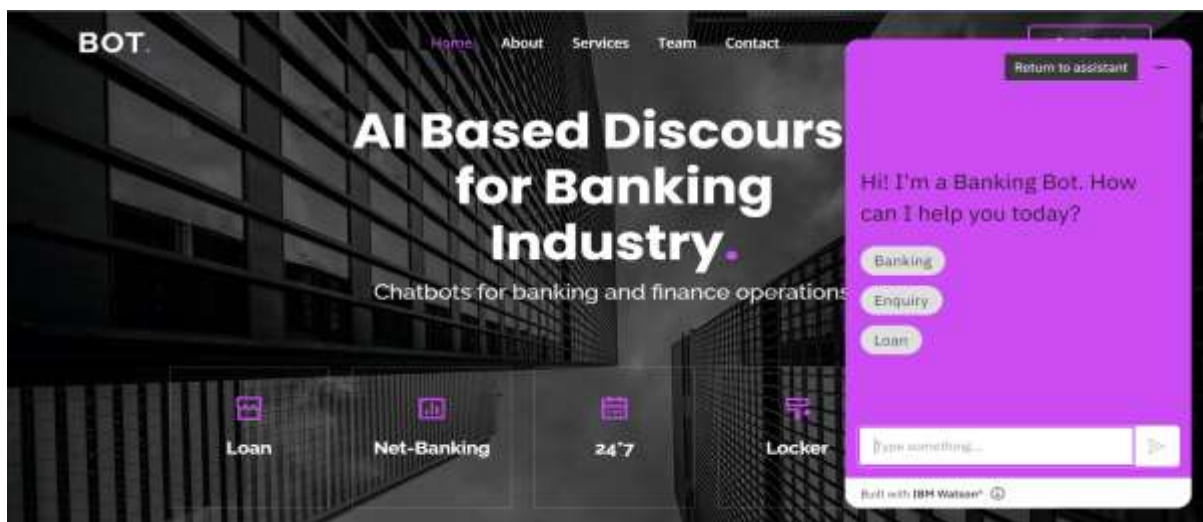 BOT.
Home About Services Team Contact
Return to assistant
AI Based Discours
for Banking
Industry.
Chatbots for banking and finance operations
Hi! I'm a Banking Bot. How
can I help you today?
Banking
Enquiry
Loan
Loan
Net-Banking
24*7
Locker
Type something...
Built with IBM Watson®